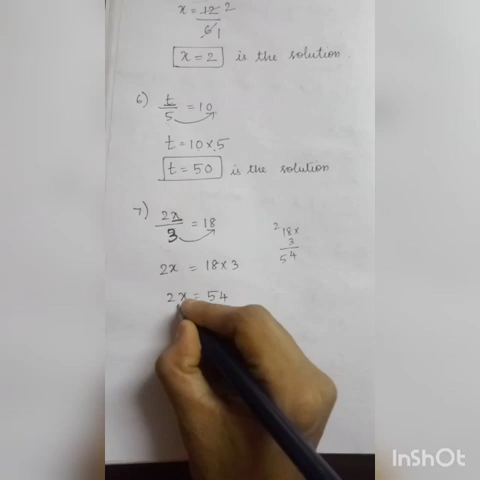 x = 12 2
6 1
x = 2 is the solution.
6) t/5 = 10
t = 10 × 5
t = 50 is the solution
7) 2x/3 = 18
2 18 ×
3
54
2x = 18 × 3
2x = 54
InShOt